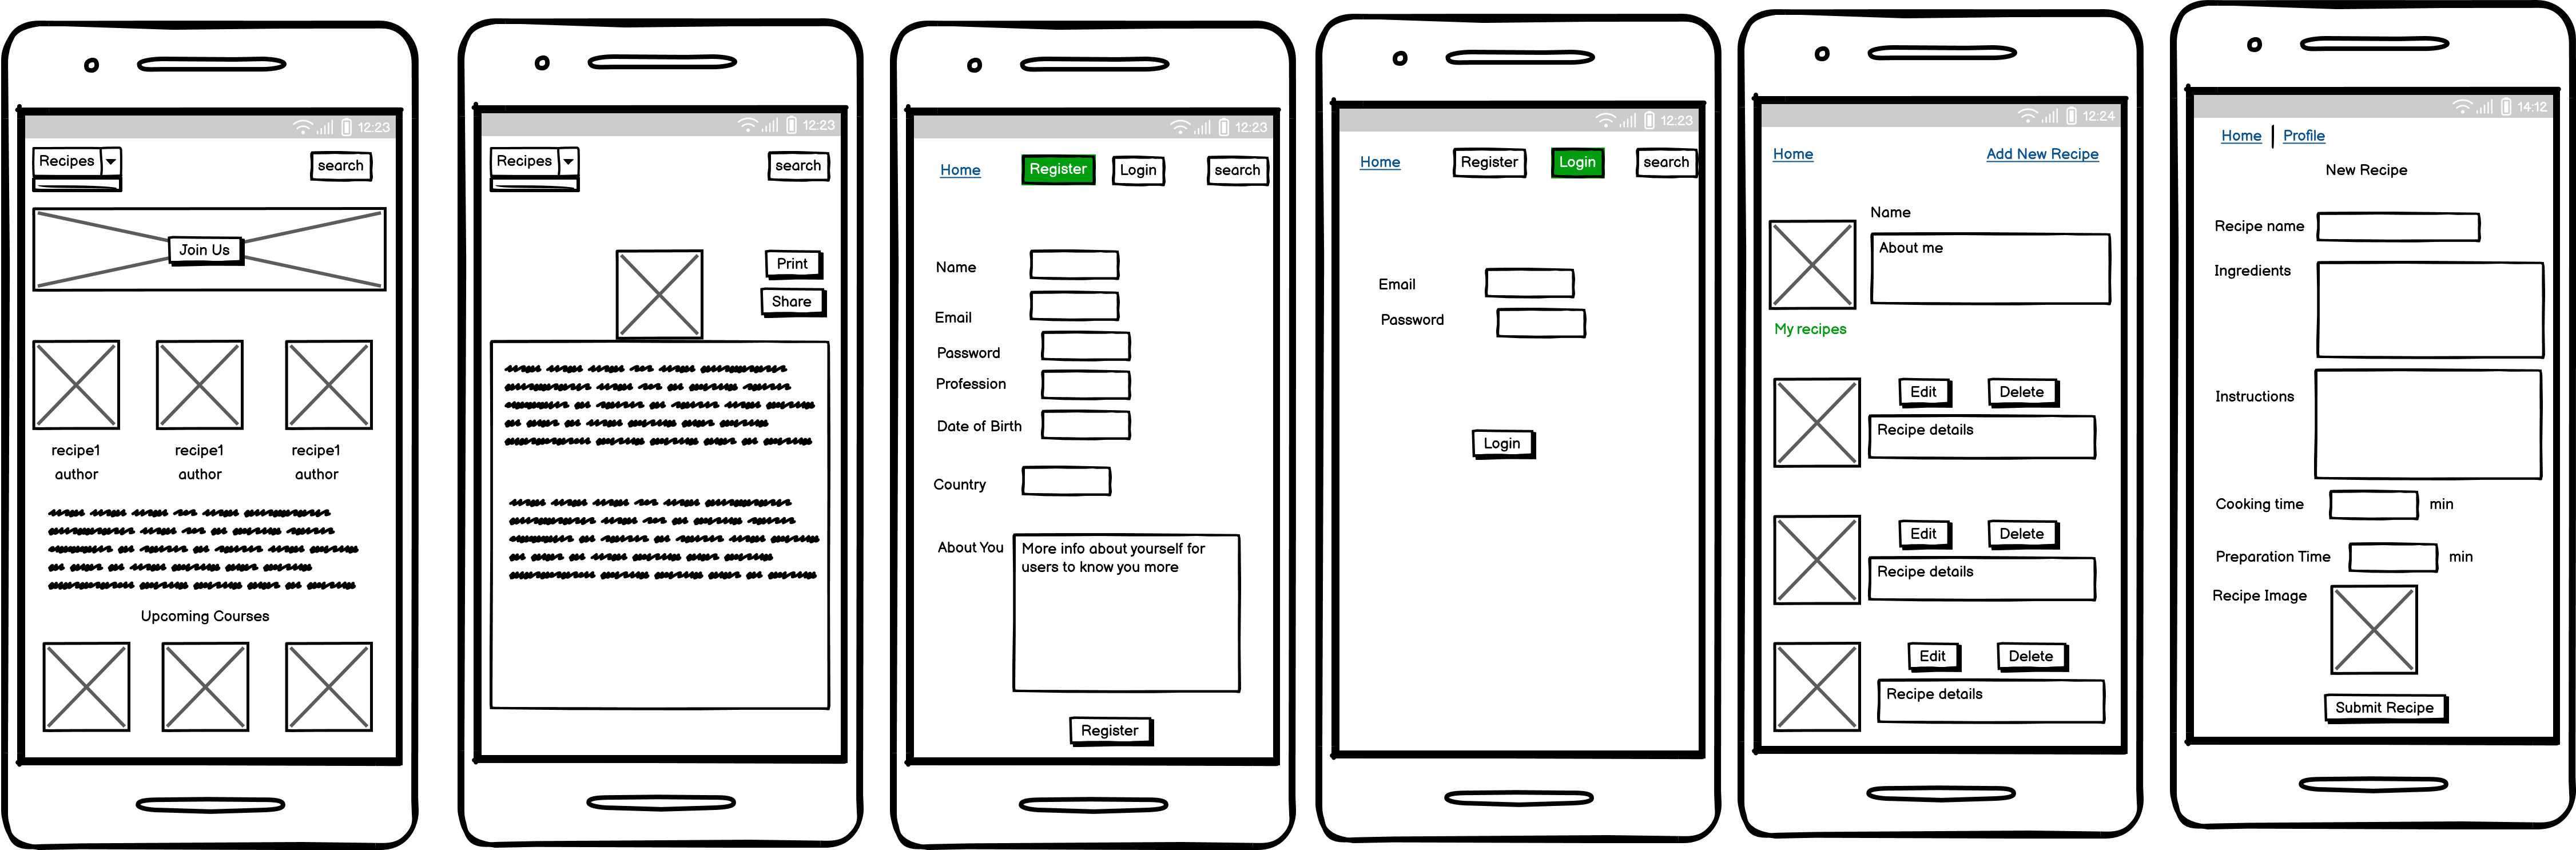 12:23
Recipes
search
Join Us
recipe1 recipe1 recipe1
author author author
Upcoming Courses
12:23
Recipes
search
Print
Share
12:23
Home Register Login search
Name
Email
Password
Profession
Date of Birth
Country
About You
More info about yourself for
users to know you more
Register
12:23
Home Register Login search
Email
Password
Login
12:24
Home Add New Recipe
Name
About me
My recipes
Edit Delete
Recipe details
Edit Delete
Recipe details
Edit Delete
Recipe details
14:12
Home Profile
New Recipe
Recipe name
Ingredients
Instructions
Cooking time min
Preparation Time min
Recipe Image
Submit Recipe